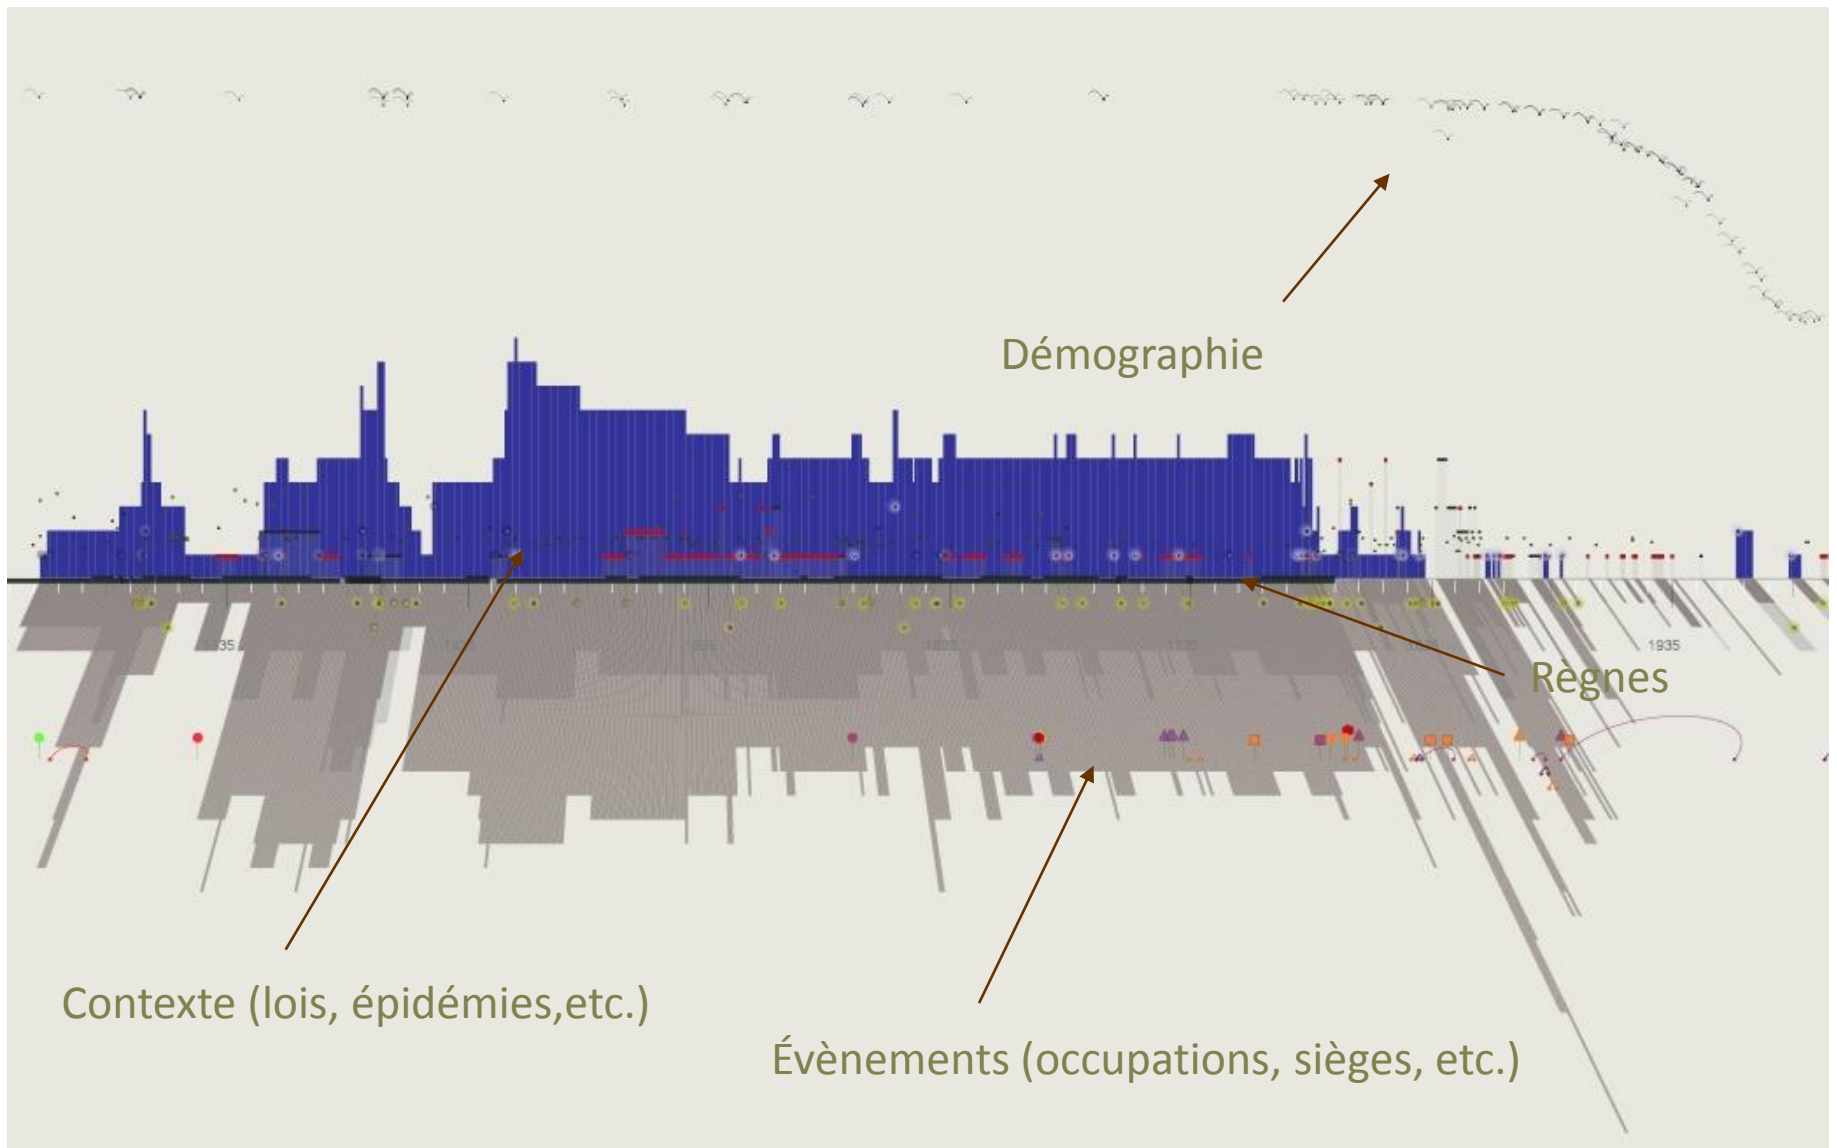 Démographie
1935
Règnes
Contexte (lois, épidémies,etc.)
Évènements (occupations, sièges, etc.)